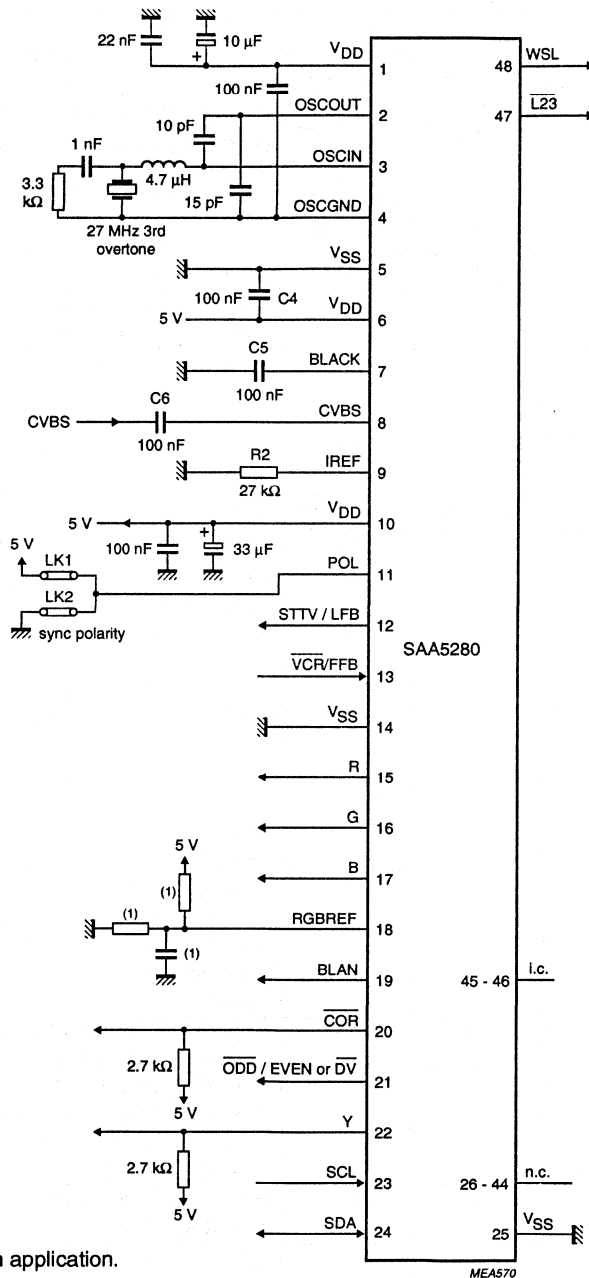 22 nF
10 µF
+
VDD
1
48
WSL
100 nF
OSCOUT
2
47
L23
10 pF
1 nF
OSCIN
3
4.7 µH
3.3
kΩ
15 pF
OSCGND
4
27 MHz 3rd
overtone
VSS
5
100 nF
C4
5 V
VDD
6
C5
BLACK
7
100 nF
C6
CVBS
CVBS
8
100 nF
R2
IREF
9
27 kΩ
VDD
5 V
10
+
100 nF
33 µF
5 V
LK1
POL
11
LK2
sync polarity
STTV / LFB
12
SAA5280
VCR/FFB
13
VSS
14
R
15
G
16
5 V
B
17
(1)
(1)
RGBREF
18
(1)
BLAN
19
45 - 46
i.c.
COR
20
2.7 kΩ
ODD / EVEN or DV
21
5 V
Y
22
2.7 kΩ
SCL
23
26 - 44
n.c.
5 V
SDA
24
25
VSS
n application.
MEA570